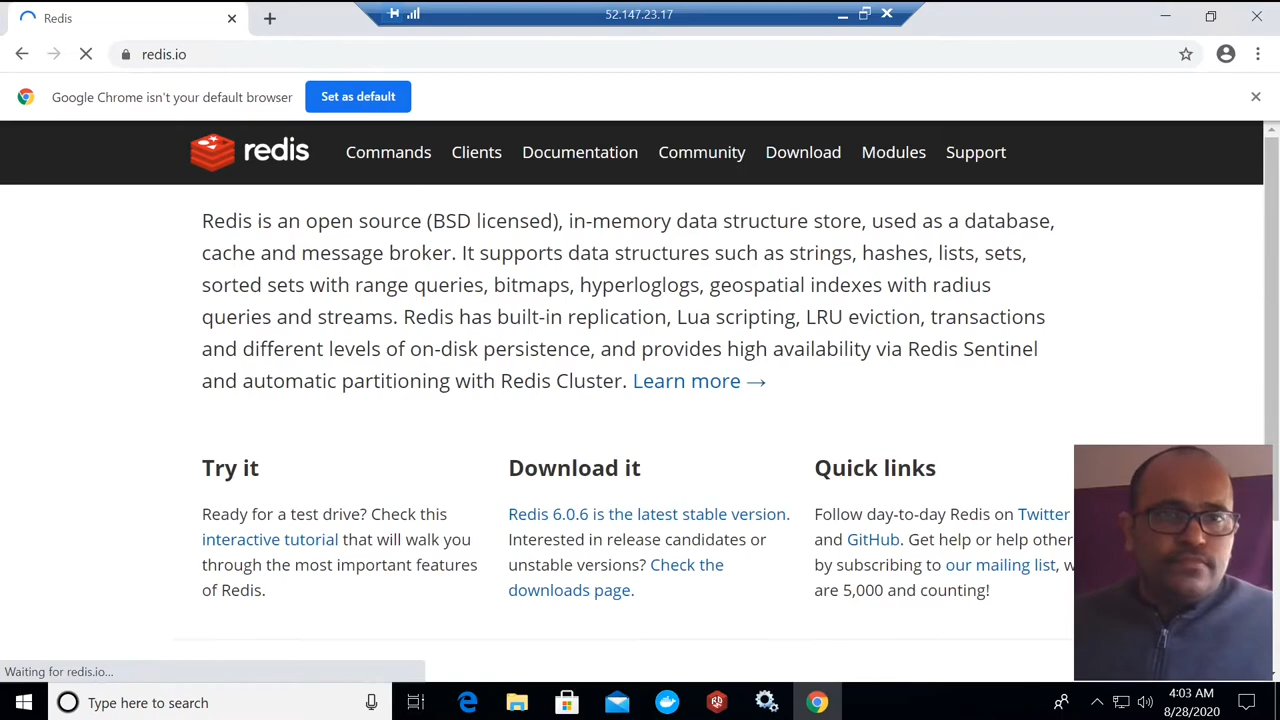 Redis
52.147.23.17
redis.io
Google Chrome isn't your default browser
Set as default
redis
Commands
Clients
Documentation
Community
Download
Modules
Support
Redis is an open source (BSD licensed), in-memory data structure store, used as a database,
cache and message broker. It supports data structures such as strings, hashes, lists, sets,
sorted sets with range queries, bitmaps, hyperloglogs, geospatial indexes with radius
queries and streams. Redis has built-in replication, Lua scripting, LRU eviction, transactions
and different levels of on-disk persistence, and provides high availability via Redis Sentinel
and automatic partitioning with Redis Cluster. Learn more →
Try it
Ready for a test drive? Check this
interactive tutorial that will walk you
through the most important features
of Redis.
Download it
Redis 6.0.6 is the latest stable version.
Interested in release candidates or
unstable versions? Check the
downloads page.
Quick links
Follow day-to-day Redis on Twitter
and GitHub. Get help or help other
by subscribing to our mailing list, w
are 5,000 and counting!
Waiting for redis.io...
Type here to search
4:03 AM
8/28/2020